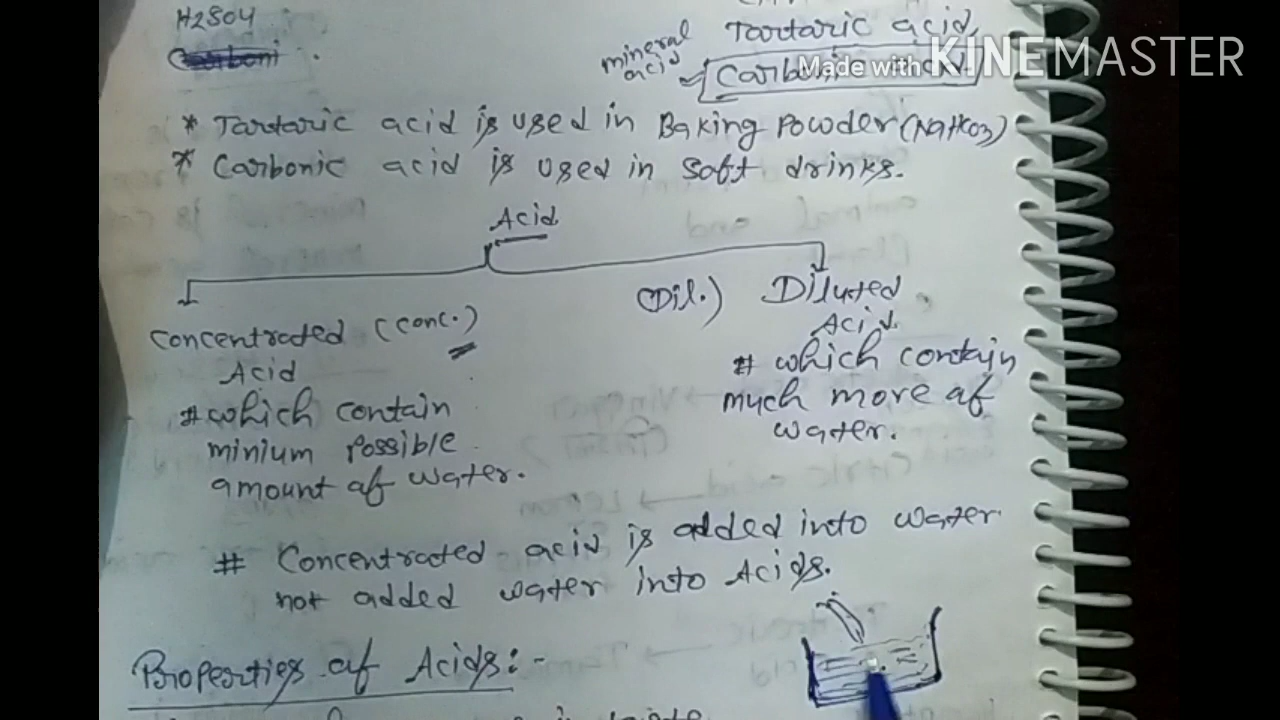 H2SO4
Tartaric acid,
mineral
acid
Carbonic
Made with KINEMASTER
* Tartaric acid is used in Baking Powder (NaHCO3)
* Carbonic acid is used in Soft drinks.
Acid
Concentrated (Conc.)
Acid
# which contain
minium possible
amount of water.
(Dil.) Diluted
Acid
# which contain
much more of
water.
# Concentrated acid is added into water
not added water into Acids.
Properties of Acids:-